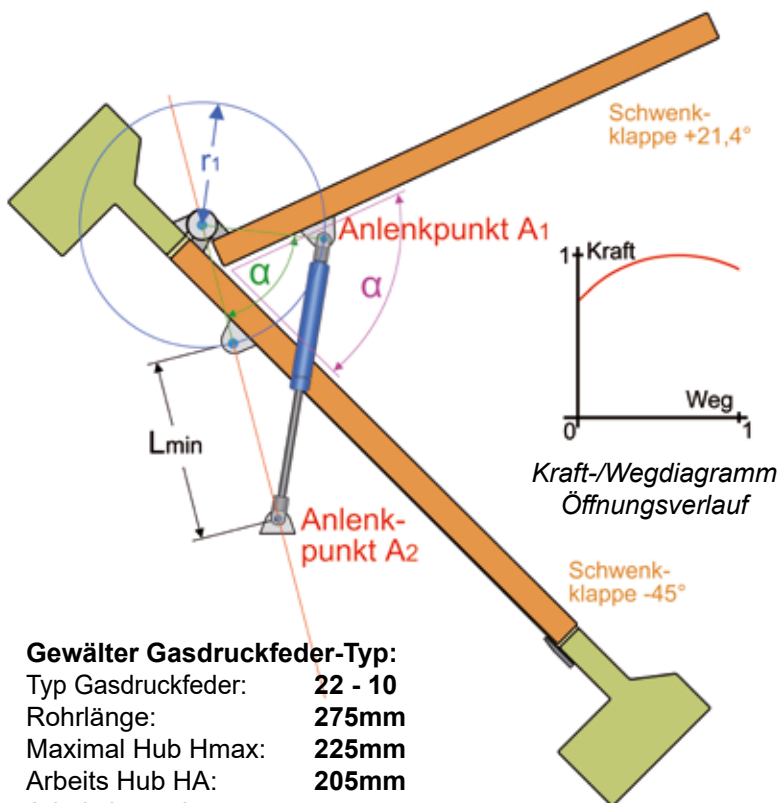 Schwenk-
klappe +21,4°
r1
Anlenkpunkt A1
α
α
1
Kraft
Weg
0
1
Kraft-/Wegdiagramm
Öffnungsverlauf
Lmin
Anlenk-
punkt A2
Schwenk-
klappe -45°
Gewälter Gasdruckfeder-Typ:
Typ Gasdruckfeder: 22 - 10
Rohrlänge: 275mm
Maximal Hub Hmax: 225mm
Arbeits Hub HA: 205mm